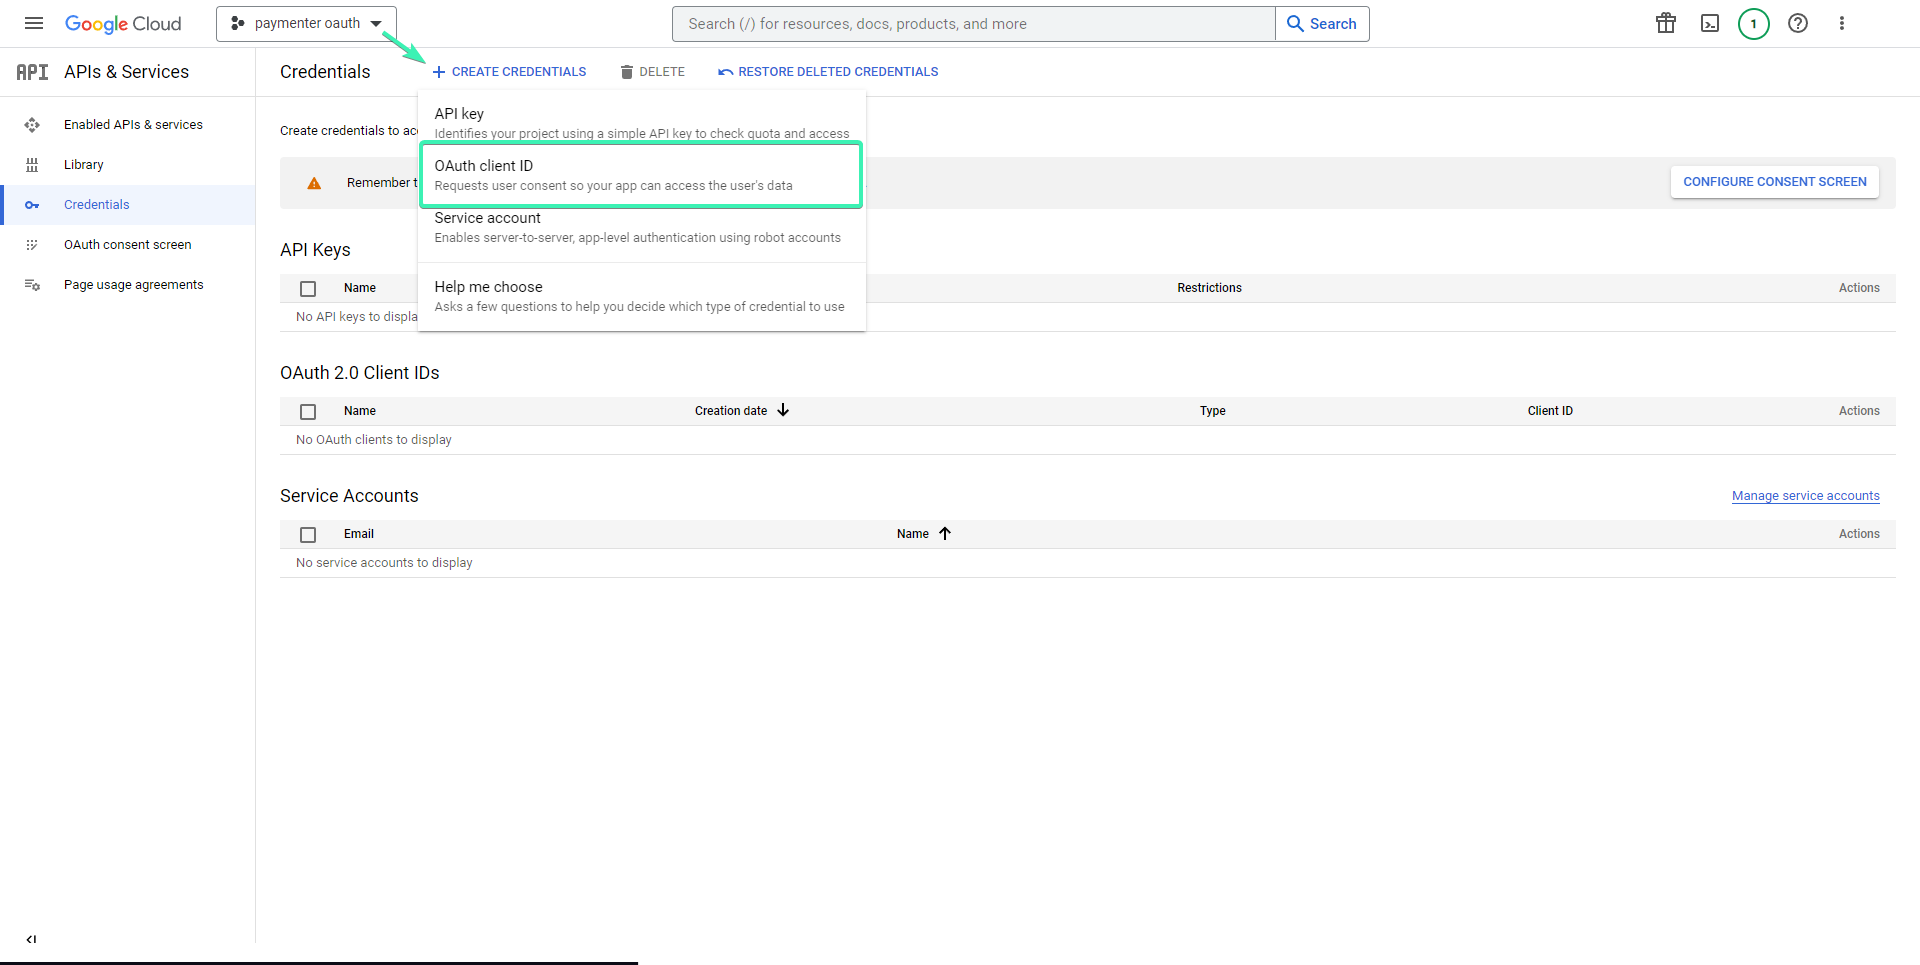 Google Cloud
paymenter oauth
Search (/) for resources, docs, products, and more
Search
1
API
APIs & Services
Credentials
CREATE CREDENTIALS
DELETE
RESTORE DELETED CREDENTIALS
Enabled APIs & services
Library
Credentials
OAuth consent screen
Page usage agreements
Create credentials to acc
API key
Identifies your project using a simple API key to check quota and access
Remember t
OAuth client ID
Requests user consent so your app can access the user's data
CONFIGURE CONSENT SCREEN
Service account
Enables server-to-server, app-level authentication using robot accounts
Help me choose
Asks a few questions to help you decide which type of credential to use
API Keys
Name
Restrictions
Actions
No API keys to displa
OAuth 2.0 Client IDs
Name
Creation date
Type
Client ID
Actions
No OAuth clients to display
Service Accounts
Manage service accounts
Email
Name
Actions
No service accounts to display